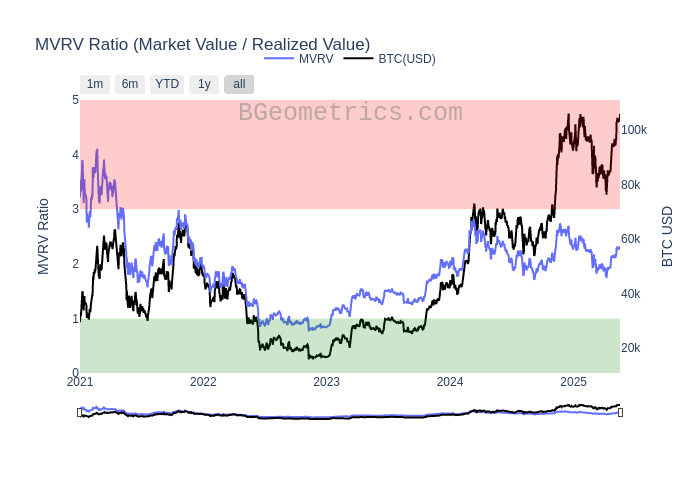 MVRV Ratio (Market Value / Realized Value)
MVRV BTC(USD)
1m 6m YTD 1y all
BGeometrics.com
5
4
3
2
1
0
MVRV Ratio
100k
80k
60k
40k
20k
BTC USD
2021 2022 2023 2024 2025